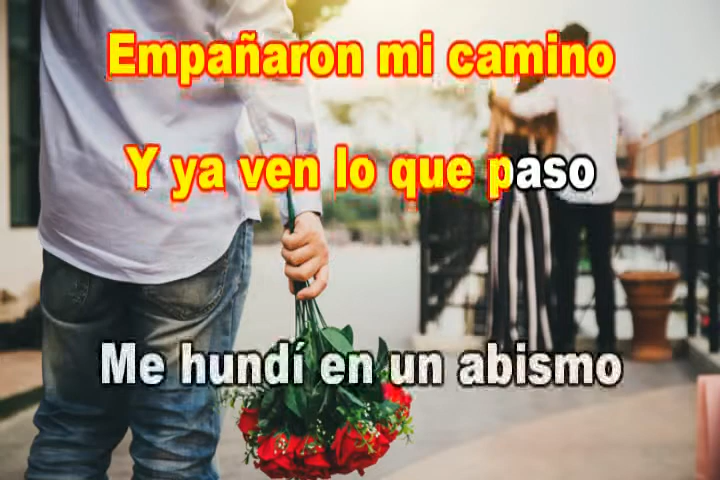 Empañaron mi camino
Y ya ven lo que paso
Me hundí en un abismo